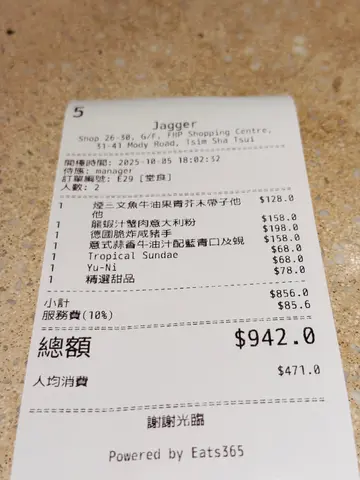 5
Jagger
Shop 26-30, G/F, FHP Shopping Centre,
31-41 Mody Road, Tsim Sha Tsui
開檯時間: 2025-10-05 18:02:52
侍應: manager
訂單編號: E29 [堂食]
人數: 2
1 煙三文魚牛油果青芥末帶子他他 $128.0
1 龍蝦汁蟹肉意大利粉 $158.0
1 德國脆炸咸豬手 $198.0
1 意式蒜香牛油汁配藍青口及蜆 $158.0
1 Tropical Sundae $68.0
1 Yu-Ni $68.0
1 精選甜品 $78.0
小計 $856.0
服務費(10%) $85.6
總額 $942.0
人均消費 $471.0
謝謝光臨
Powered by Eats365